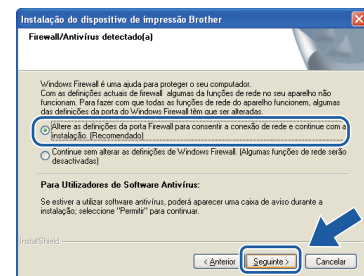 Instalação do dispositivo de impressão Brother
Firewall/Antivírus detectado(a)
Windows Firewall é uma ajuda para proteger o seu computador.
Com as definições actuais de firewall algumas da funções de rede no seu aparelho não
funcionam. Para fazer com que todas as funções de rede do aparelho funcionem, algumas
das definições da porta do Windows Firewall têm que ser alteradas.
Altere as definições da porta Firewall para consentir a conexão de rede e continue com a
instalação. (Recomendado)
Continue sem alterar as definições de Windows Firewall. (Algumas funções de rede serão
desactivadas)
Para Utilizadores de Software Antivírus:
Se estiver a utilizar software antivírus, poderá aparecer uma caixa de aviso durante a
instalação; seleccione "Permitir" para continuar.
InstallShield
< Anterior Seguinte > Cancelar